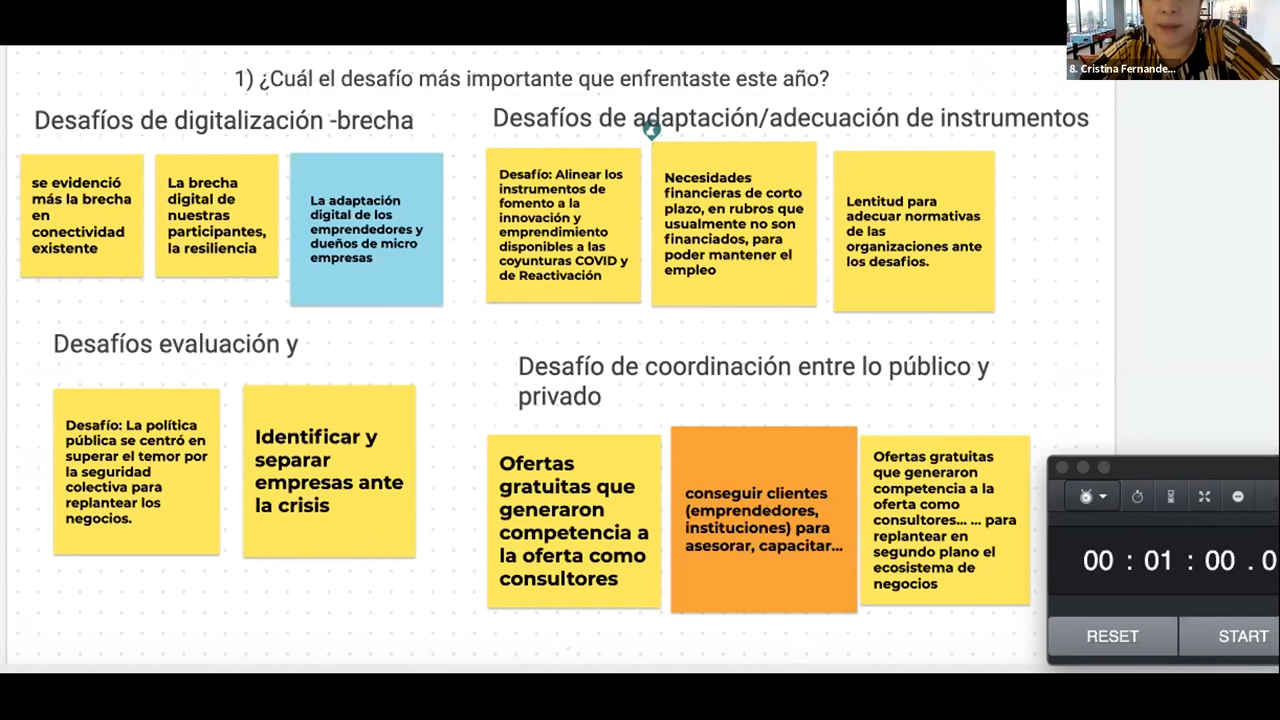 8. Cristina Fernande...
1) ¿Cuál el desafío más importante que enfrentaste este año?
Desafíos de digitalización -brecha
se evidenció
más la brecha
en
conectividad
existente
La brecha
digital de
nuestras
participantes,
la resiliencia
La adaptación
digital de los
emprendedores y
dueños de micro
empresas
Desafíos de adaptación/adecuación de instrumentos
Desafío: Alinear los
instrumentos de
fomento a la
innovación y
emprendimiento
disponibles a las
coyunturas COVID y
de Reactivación
Necesidades
financieras de corto
plazo, en rubros que
usualmente no son
financiados, para
poder mantener el
empleo
Lentitud para
adecuar normativas
de las
organizaciones ante
los desafios.
Desafíos evaluación y
Desafío: La política
pública se centró en
superar el temor por
la seguridad
colectiva para
replantear los
negocios.
Identificar y
separar
empresas ante
la crisis
Desafío de coordinación entre lo público y
privado
Ofertas
gratuitas que
generaron
competencia a
la oferta como
consultores
conseguir clientes
(emprendedores,
instituciones) para
asesorar, capacitar...
Ofertas gratuitas
que generaron
competencia a la
oferta como
consultores... ... para
replantear en
segundo plano el
ecosistema de
negocios
00 : 01 : 00 . 0
RESET
START